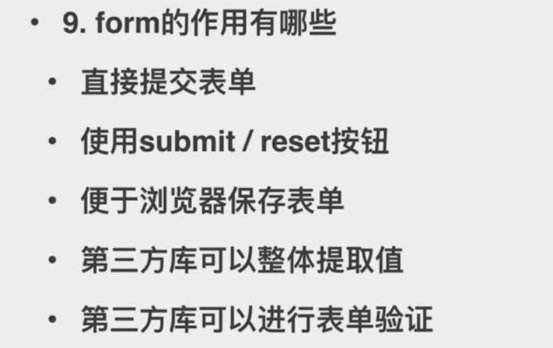 • 9. form的作用有哪些
• 直接提交表单
• 使用submit / reset按钮
• 便于浏览器保存表单
• 第三方库可以整体提取值
• 第三方库可以进行表单验证